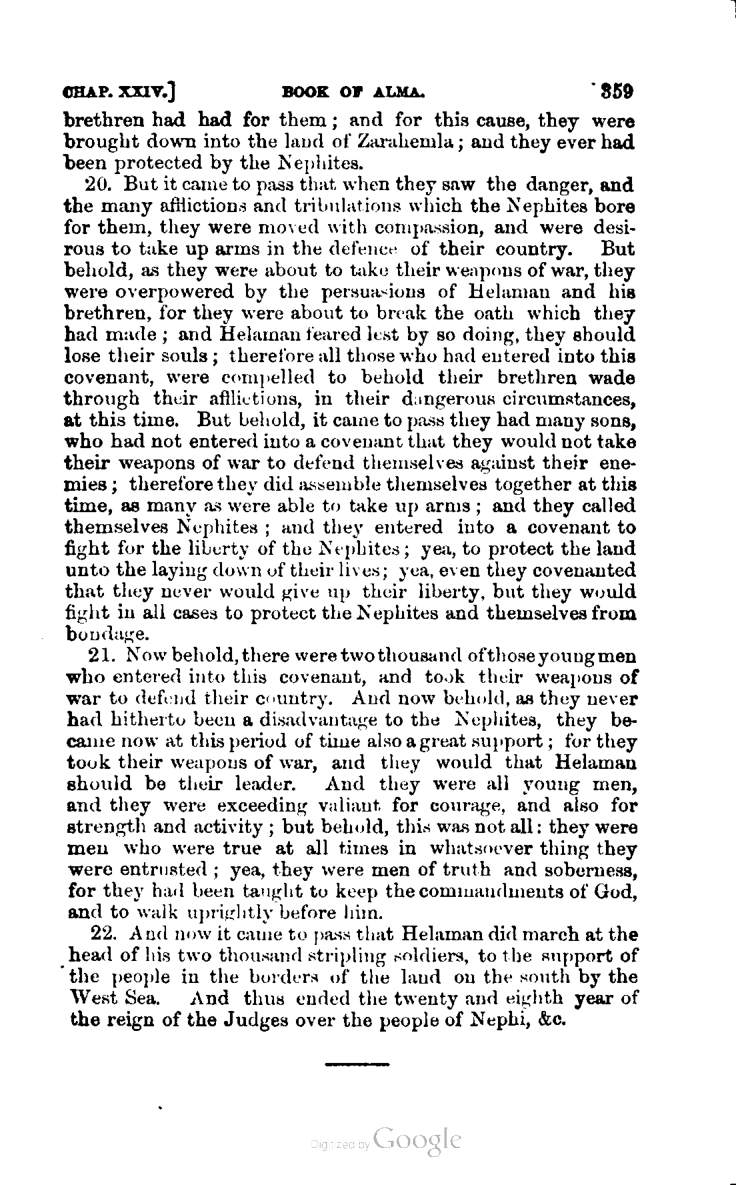 CHAP. XXIV.] BOOK OF ALMA. 359
brethren had had for them; and for this cause, they were
brought down into the land of Zarahemla; and they ever had
been protected by the Nephites.
20. But it came to pass that when they saw the danger, and
the many afflictions and tribulations which the Nephites bore
for them, they were moved with compassion, and were desi-
rous to take up arms in the defence of their country. But
behold, as they were about to take their weapons of war, they
were overpowered by the persuasions of Helaman and his
brethren, for they were about to break the oath which they
had made; and Helaman feared lest by so doing, they should
lose their souls; therefore all those who had entered into this
covenant, were compelled to behold their brethren wade
through their afflictions, in their dangerous circumstances,
at this time. But behold, it came to pass they had many sons,
who had not entered into a covenant that they would not take
their weapons of war to defend themselves against their ene-
mies; therefore they did assemble themselves together at this
time, as many as were able to take up arms; and they called
themselves Nephites; and they entered into a covenant to
fight for the liberty of the Nephites; yea, to protect the land
unto the laying down of their lives; yea, even they covenanted
that they never would give up their liberty, but they would
fight in all cases to protect the Nephites and themselves from
bondage.
21. Now behold, there were two thousand of those young men
who entered into this covenant, and took their weapons of
war to defend their country. And now behold, as they never
had hitherto been a disadvantage to the Nephites, they be-
came now at this period of time also a great support; for they
took their weapons of war, and they would that Helaman
should be their leader. And they were all young men,
and they were exceeding valiant for courage, and also for
strength and activity; but behold, this was not all: they were
men who were true at all times in whatsoever thing they
were entrusted; yea, they were men of truth and soberness,
for they had been taught to keep the commandments of God,
and to walk uprightly before him.
22. And now it came to pass that Helaman did march at the
head of his two thousand stripling soldiers, to the support of
the people in the borders of the land on the south by the
West Sea. And thus ended the twenty and eighth year of
the reign of the Judges over the people of Nephi, &c.
Digitized by Google